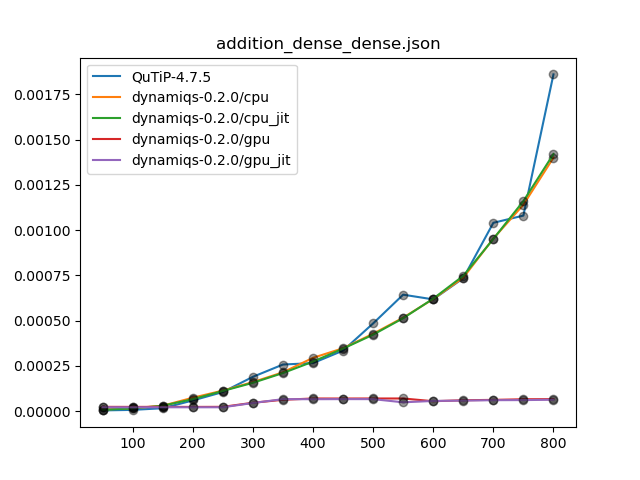 addition_dense_dense.json
QuTiP-4.7.5
dynamiqs-0.2.0/cpu
dynamiqs-0.2.0/cpu_jit
dynamiqs-0.2.0/gpu
dynamiqs-0.2.0/gpu_jit
0.00175
0.00150
0.00125
0.00100
0.00075
0.00050
0.00025
0.00000
100 200 300 400 500 600 700 800